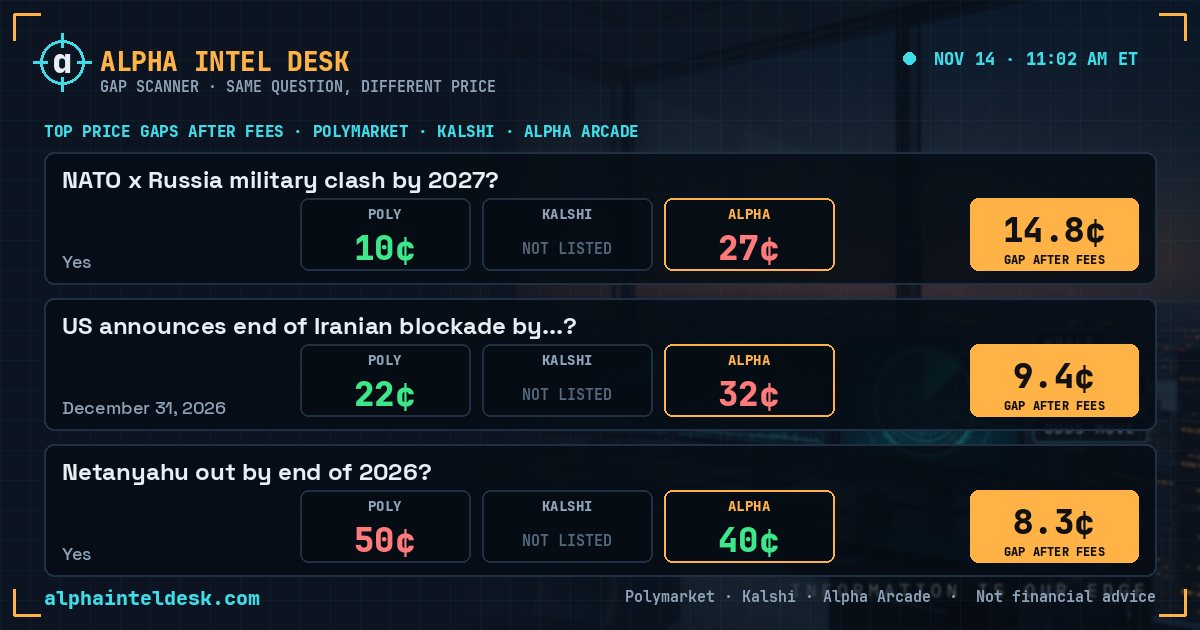 α
ALPHA INTEL DESK
GAP SCANNER · SAME QUESTION, DIFFERENT PRICE
NOV 14 · 11:02 AM ET
TOP PRICE GAPS AFTER FEES · POLYMARKET · KALSHI · ALPHA ARCADE
NATO x Russia military clash by 2027?
Yes
POLY
10¢
KALSHI
NOT LISTED
ALPHA
27¢
14.8¢
GAP AFTER FEES
US announces end of Iranian blockade by...?
December 31, 2026
POLY
22¢
KALSHI
NOT LISTED
ALPHA
32¢
9.4¢
GAP AFTER FEES
Netanyahu out by end of 2026?
Yes
POLY
50¢
KALSHI
NOT LISTED
ALPHA
40¢
8.3¢
GAP AFTER FEES
INFORMATION IS OUR EDGE
alphainteldesk.com
Polymarket · Kalshi · Alpha Arcade · Not financial advice